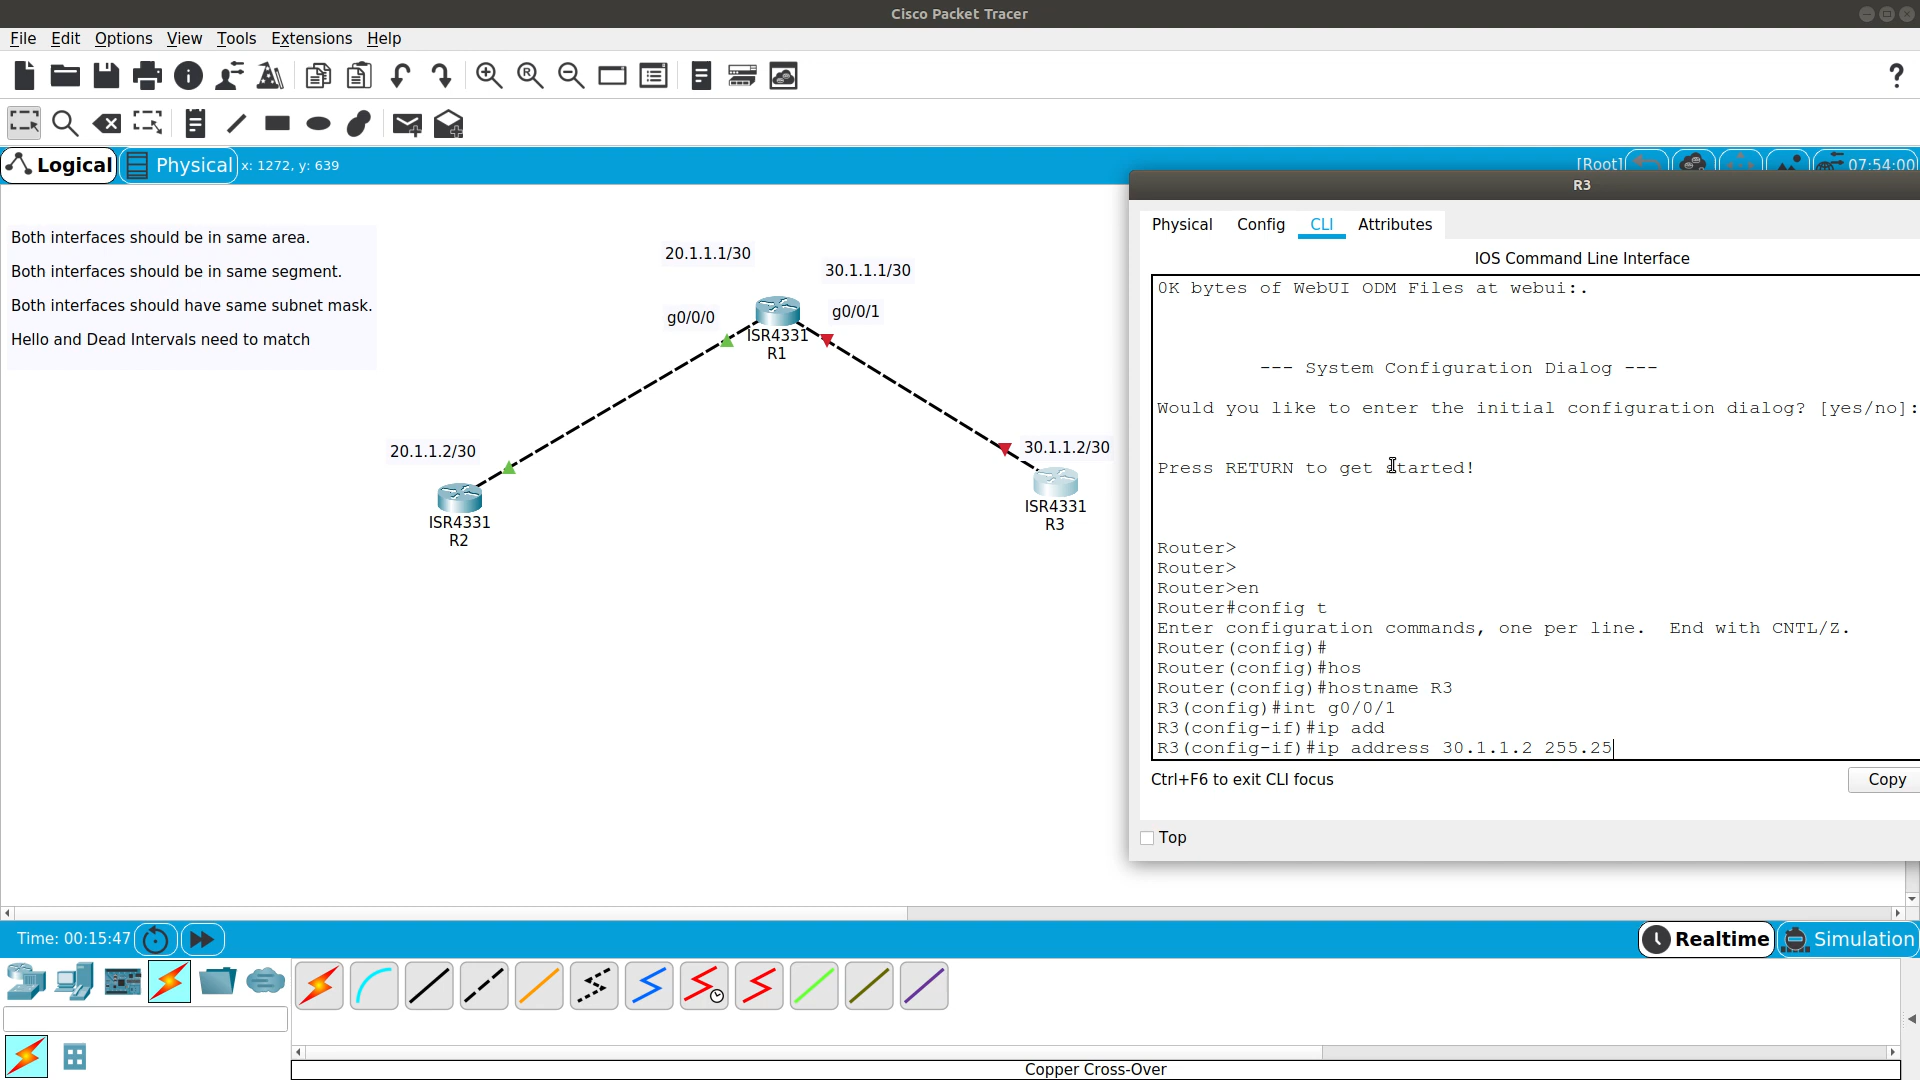 Cisco Packet Tracer
File Edit Options View Tools Extensions Help
Logical
Physical
x: 1272, y: 639
[Root]
07:54:00
Both interfaces should be in same area.
Both interfaces should be in same segment.
Both interfaces should have same subnet mask.
Hello and Dead Intervals need to match
20.1.1.1/30
30.1.1.1/30
g0/0/0
g0/0/1
ISR4331
R1
20.1.1.2/30
30.1.1.2/30
ISR4331
R2
ISR4331
R3
R3
Physical Config CLI Attributes
IOS Command Line Interface
0K bytes of WebUI ODM Files at webui:.
--- System Configuration Dialog ---
Would you like to enter the initial configuration dialog? [yes/no]:
Press RETURN to get started!
Router>
Router>
Router>en
Router#config t
Enter configuration commands, one per line. End with CNTL/Z.
Router(config)#
Router(config)#hos
Router(config)#hostname R3
R3(config)#int g0/0/1
R3(config-if)#ip add
R3(config-if)#ip address 30.1.1.2 255.25
Ctrl+F6 to exit CLI focus
Copy
Top
Time: 00:15:47
Realtime
Simulation
Copper Cross-Over